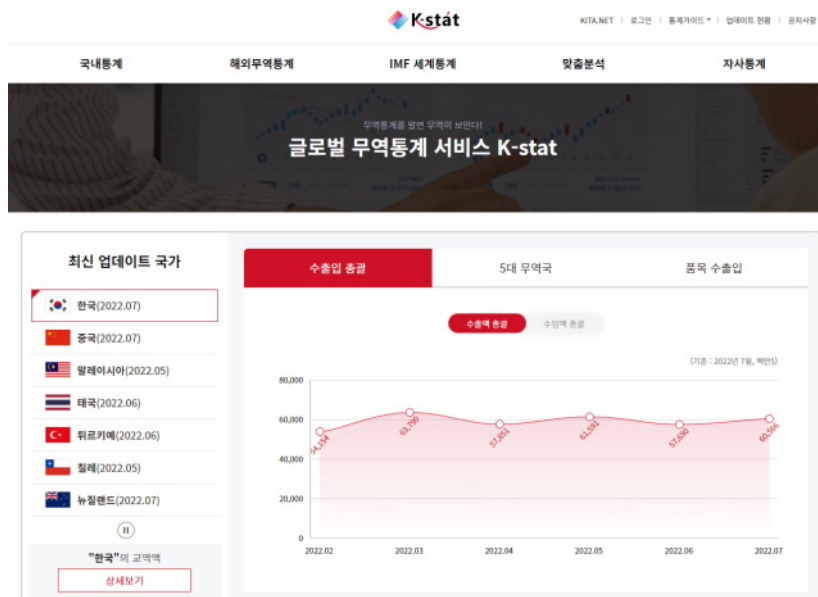 K-stat
KITA.NET | 로그인 | 통계가이드 | 업데이트 현황 | 공지사항
국내통계
해외무역통계
IMF 세계통계
맞춤분석
자사통계
무역통계를 알면 무역이 보인다!
글로벌 무역통계 서비스 K-stat
최신 업데이트 국가
한국(2022.07)
중국(2022.07)
말레이시아(2022.05)
태국(2022.06)
튀르키예(2022.06)
칠레(2022.05)
뉴질랜드(2022.07)
"한국"의 교역액
상세보기
수출입 총괄
5대 무역국
품목 수출입
수출액 총괄
수입액 총괄
(기준 : 2022년 7월, 백만$)
80,000
60,000
40,000
20,000
0
54,154
63,790
57,851
61,591
57,690
60,566
2022.02
2022.03
2022.04
2022.05
2022.06
2022.07